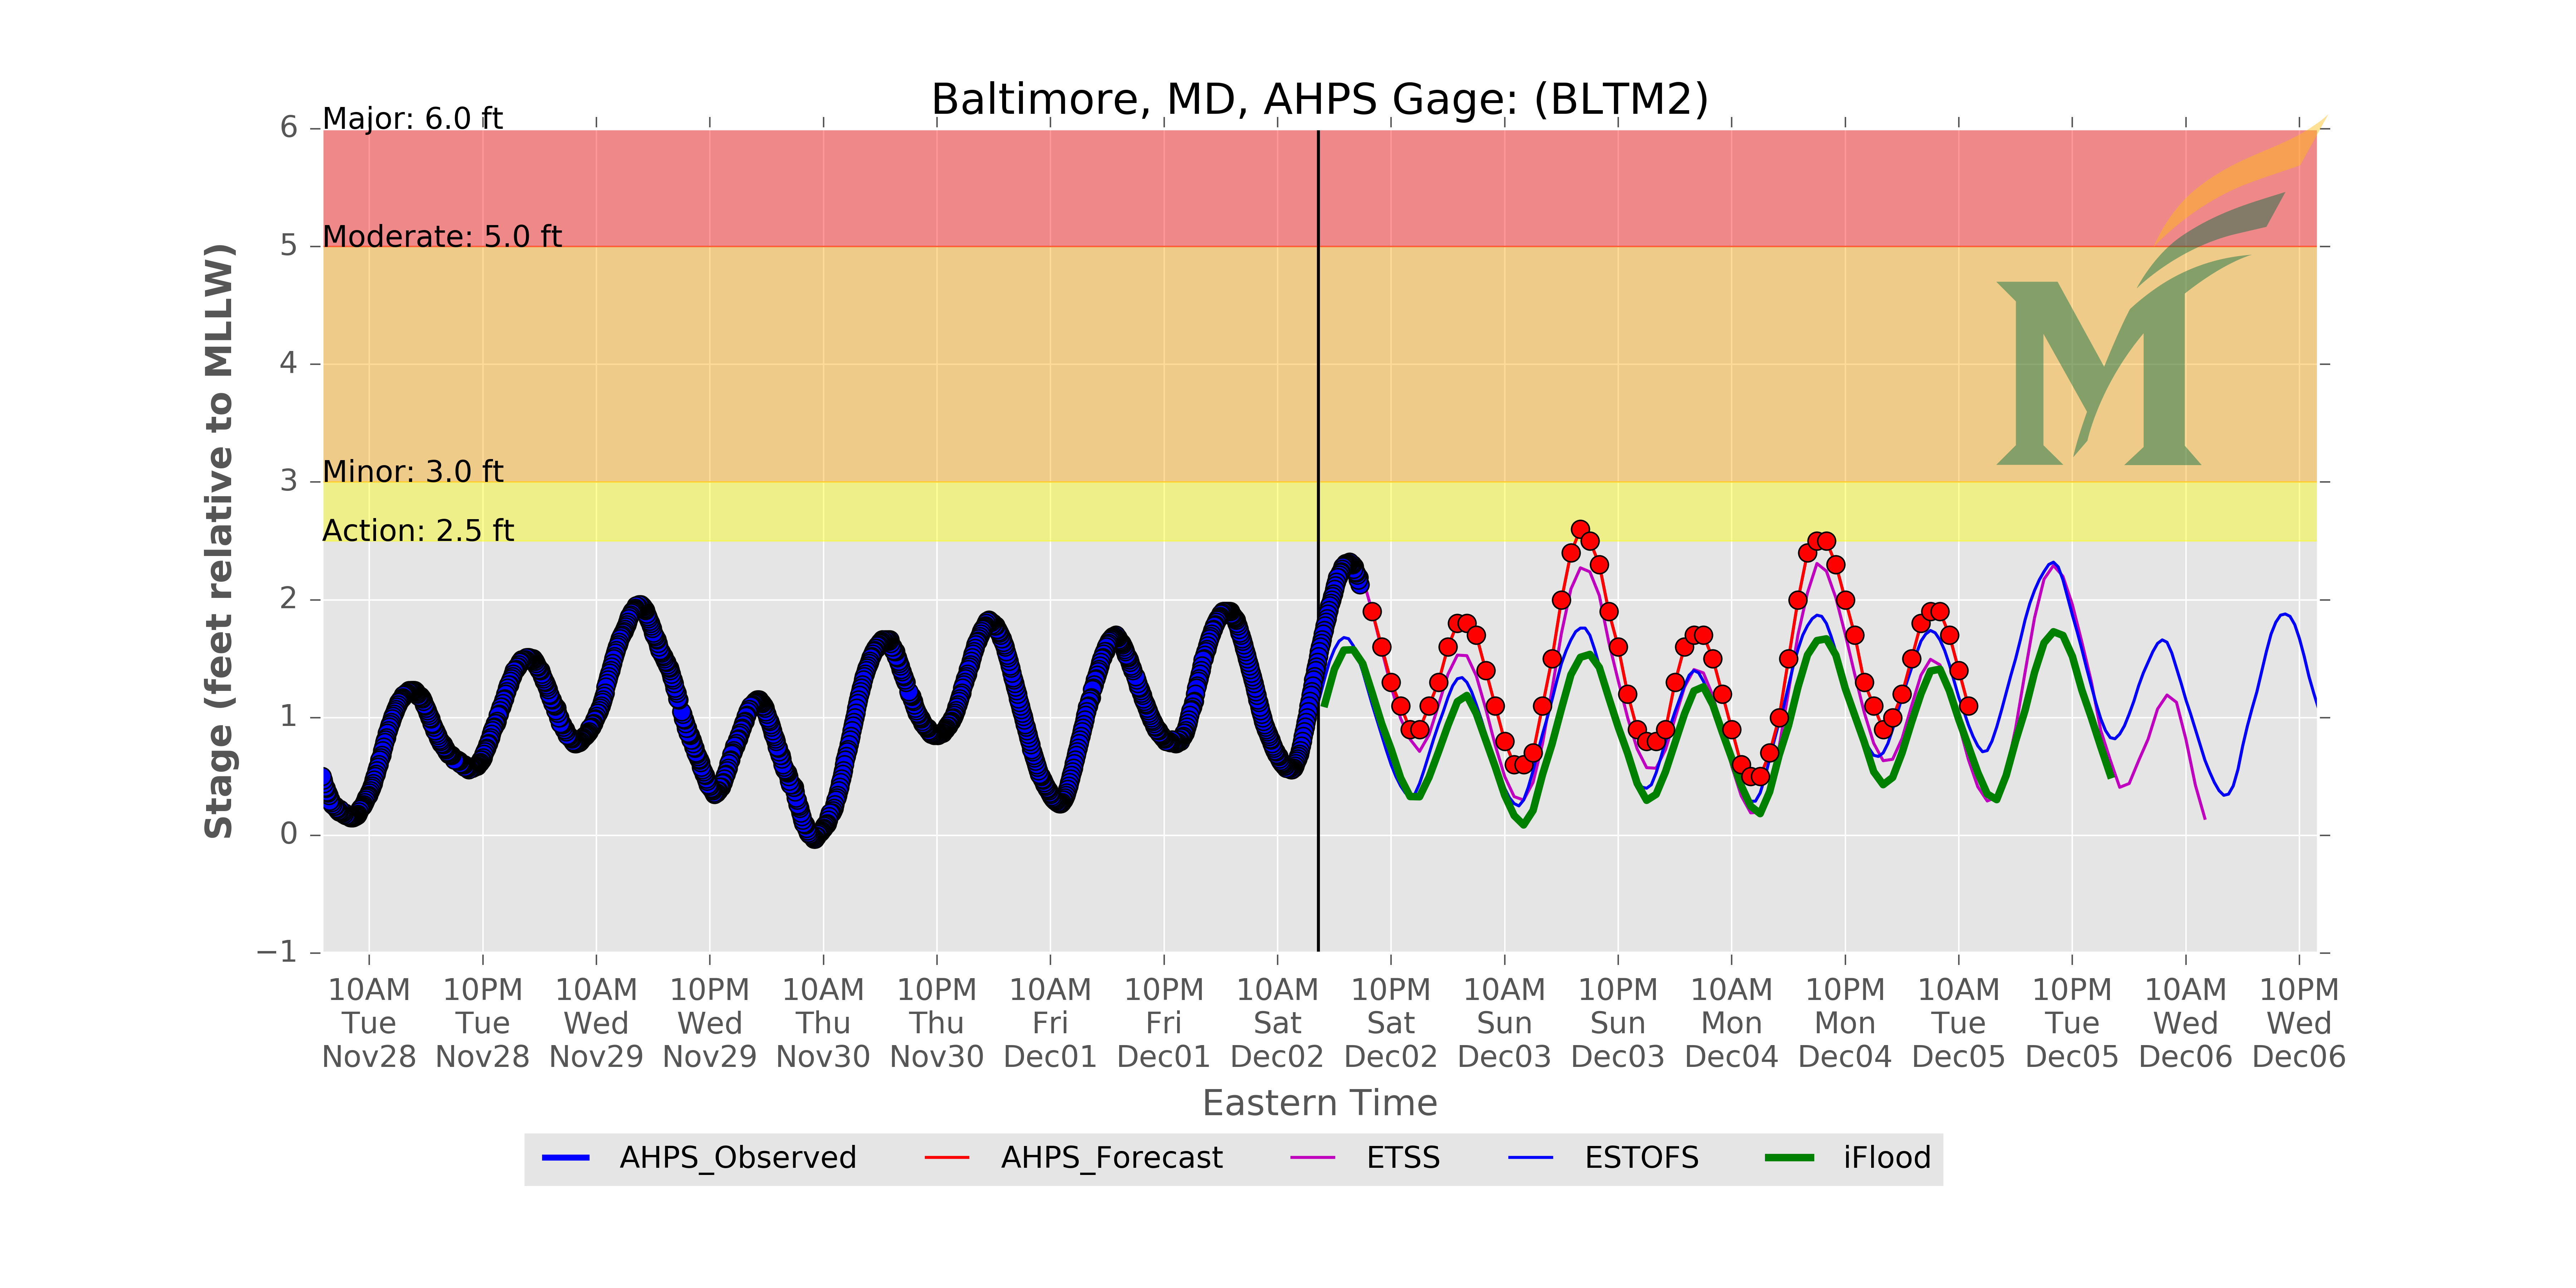 Baltimore, MD, AHPS Gage: (BLTM2)
Major: 6.0 ft
Moderate: 5.0 ft
Minor: 3.0 ft
Action: 2.5 ft
6
5
4
3
2
1
0
−1
Stage (feet relative to MLLW)
10AM 10PM 10AM 10PM 10AM 10PM 10AM 10PM 10AM 10PM 10AM 10PM 10AM 10PM 10AM 10PM 10AM 10PM
Tue Tue Wed Wed Thu Thu Fri Fri Sat Sat Sun Sun Mon Mon Tue Tue Wed Wed
Nov28 Nov28 Nov29 Nov29 Nov30 Nov30 Dec01 Dec01 Dec02 Dec02 Dec03 Dec03 Dec04 Dec04 Dec05 Dec05 Dec06 Dec06
Eastern Time
AHPS_Observed AHPS_Forecast ETSS ESTOFS iFlood
M